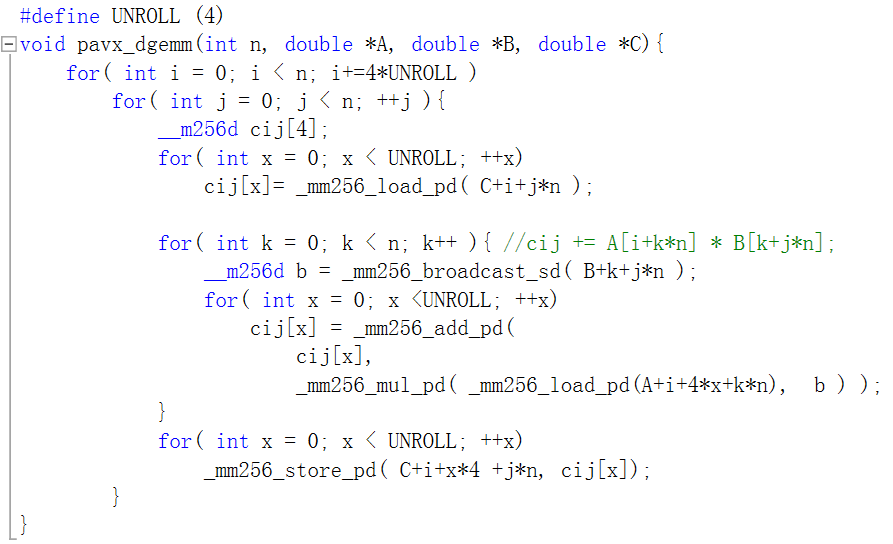 #define UNROLL (4)
void pavx_dgemm(int n, double *A, double *B, double *C){
    for( int i = 0; i < n; i+=4*UNROLL )
        for( int j = 0; j < n; ++j ){
            __m256d cij[4];
            for( int x = 0; x < UNROLL; ++x)
                cij[x]= _mm256_load_pd( C+i+j*n );

            for( int k = 0; k < n; k++ ){ //cij += A[i+k*n] * B[k+j*n];
                __m256d b = _mm256_broadcast_sd( B+k+j*n );
                for( int x = 0; x <UNROLL; ++x)
                    cij[x] = _mm256_add_pd(
                        cij[x],
                        _mm256_mul_pd( _mm256_load_pd(A+i+4*x+k*n),  b ) );
            }
            for( int x = 0; x < UNROLL; ++x)
                _mm256_store_pd( C+i+x*4 +j*n, cij[x]);
        }
}